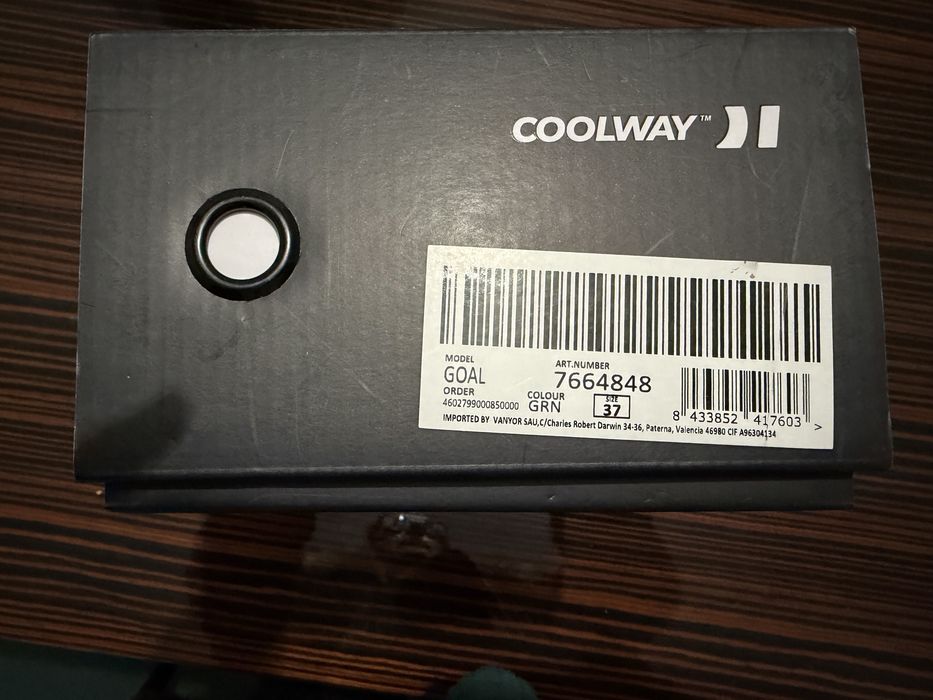 COOLWAY™
MODEL
GOAL
ART.NUMBER
7664848
ORDER
4602799000850000
COLOUR
GRN
SIZE
37
8 433852 417603 >
IMPORTED BY VANYOR SAU,C/Charles Robert Darwin 34-36, Paterna, Valencia 46980 CIF A96304134